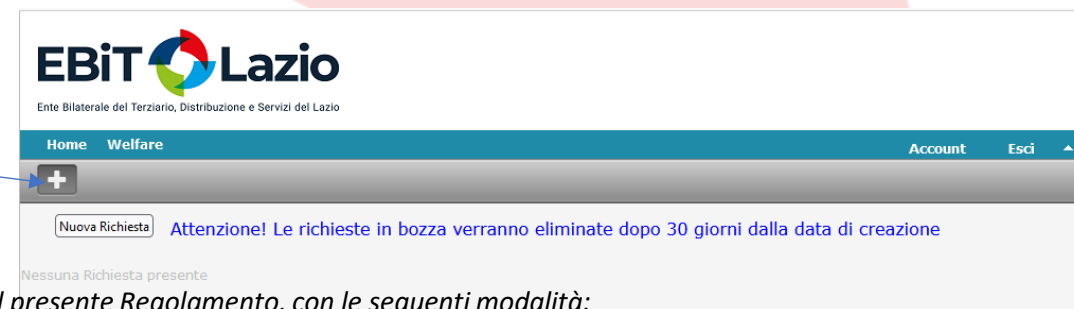 EBiT Lazio
Ente Bilaterale del Terziario, Distribuzione e Servizi del Lazio
Home Welfare Account Esci
Nuova Richiesta Attenzione! Le richieste in bozza verranno eliminate dopo 30 giorni dalla data di creazione
Nessuna Richiesta presente
l presente Regolamento, con le seguenti modalità: